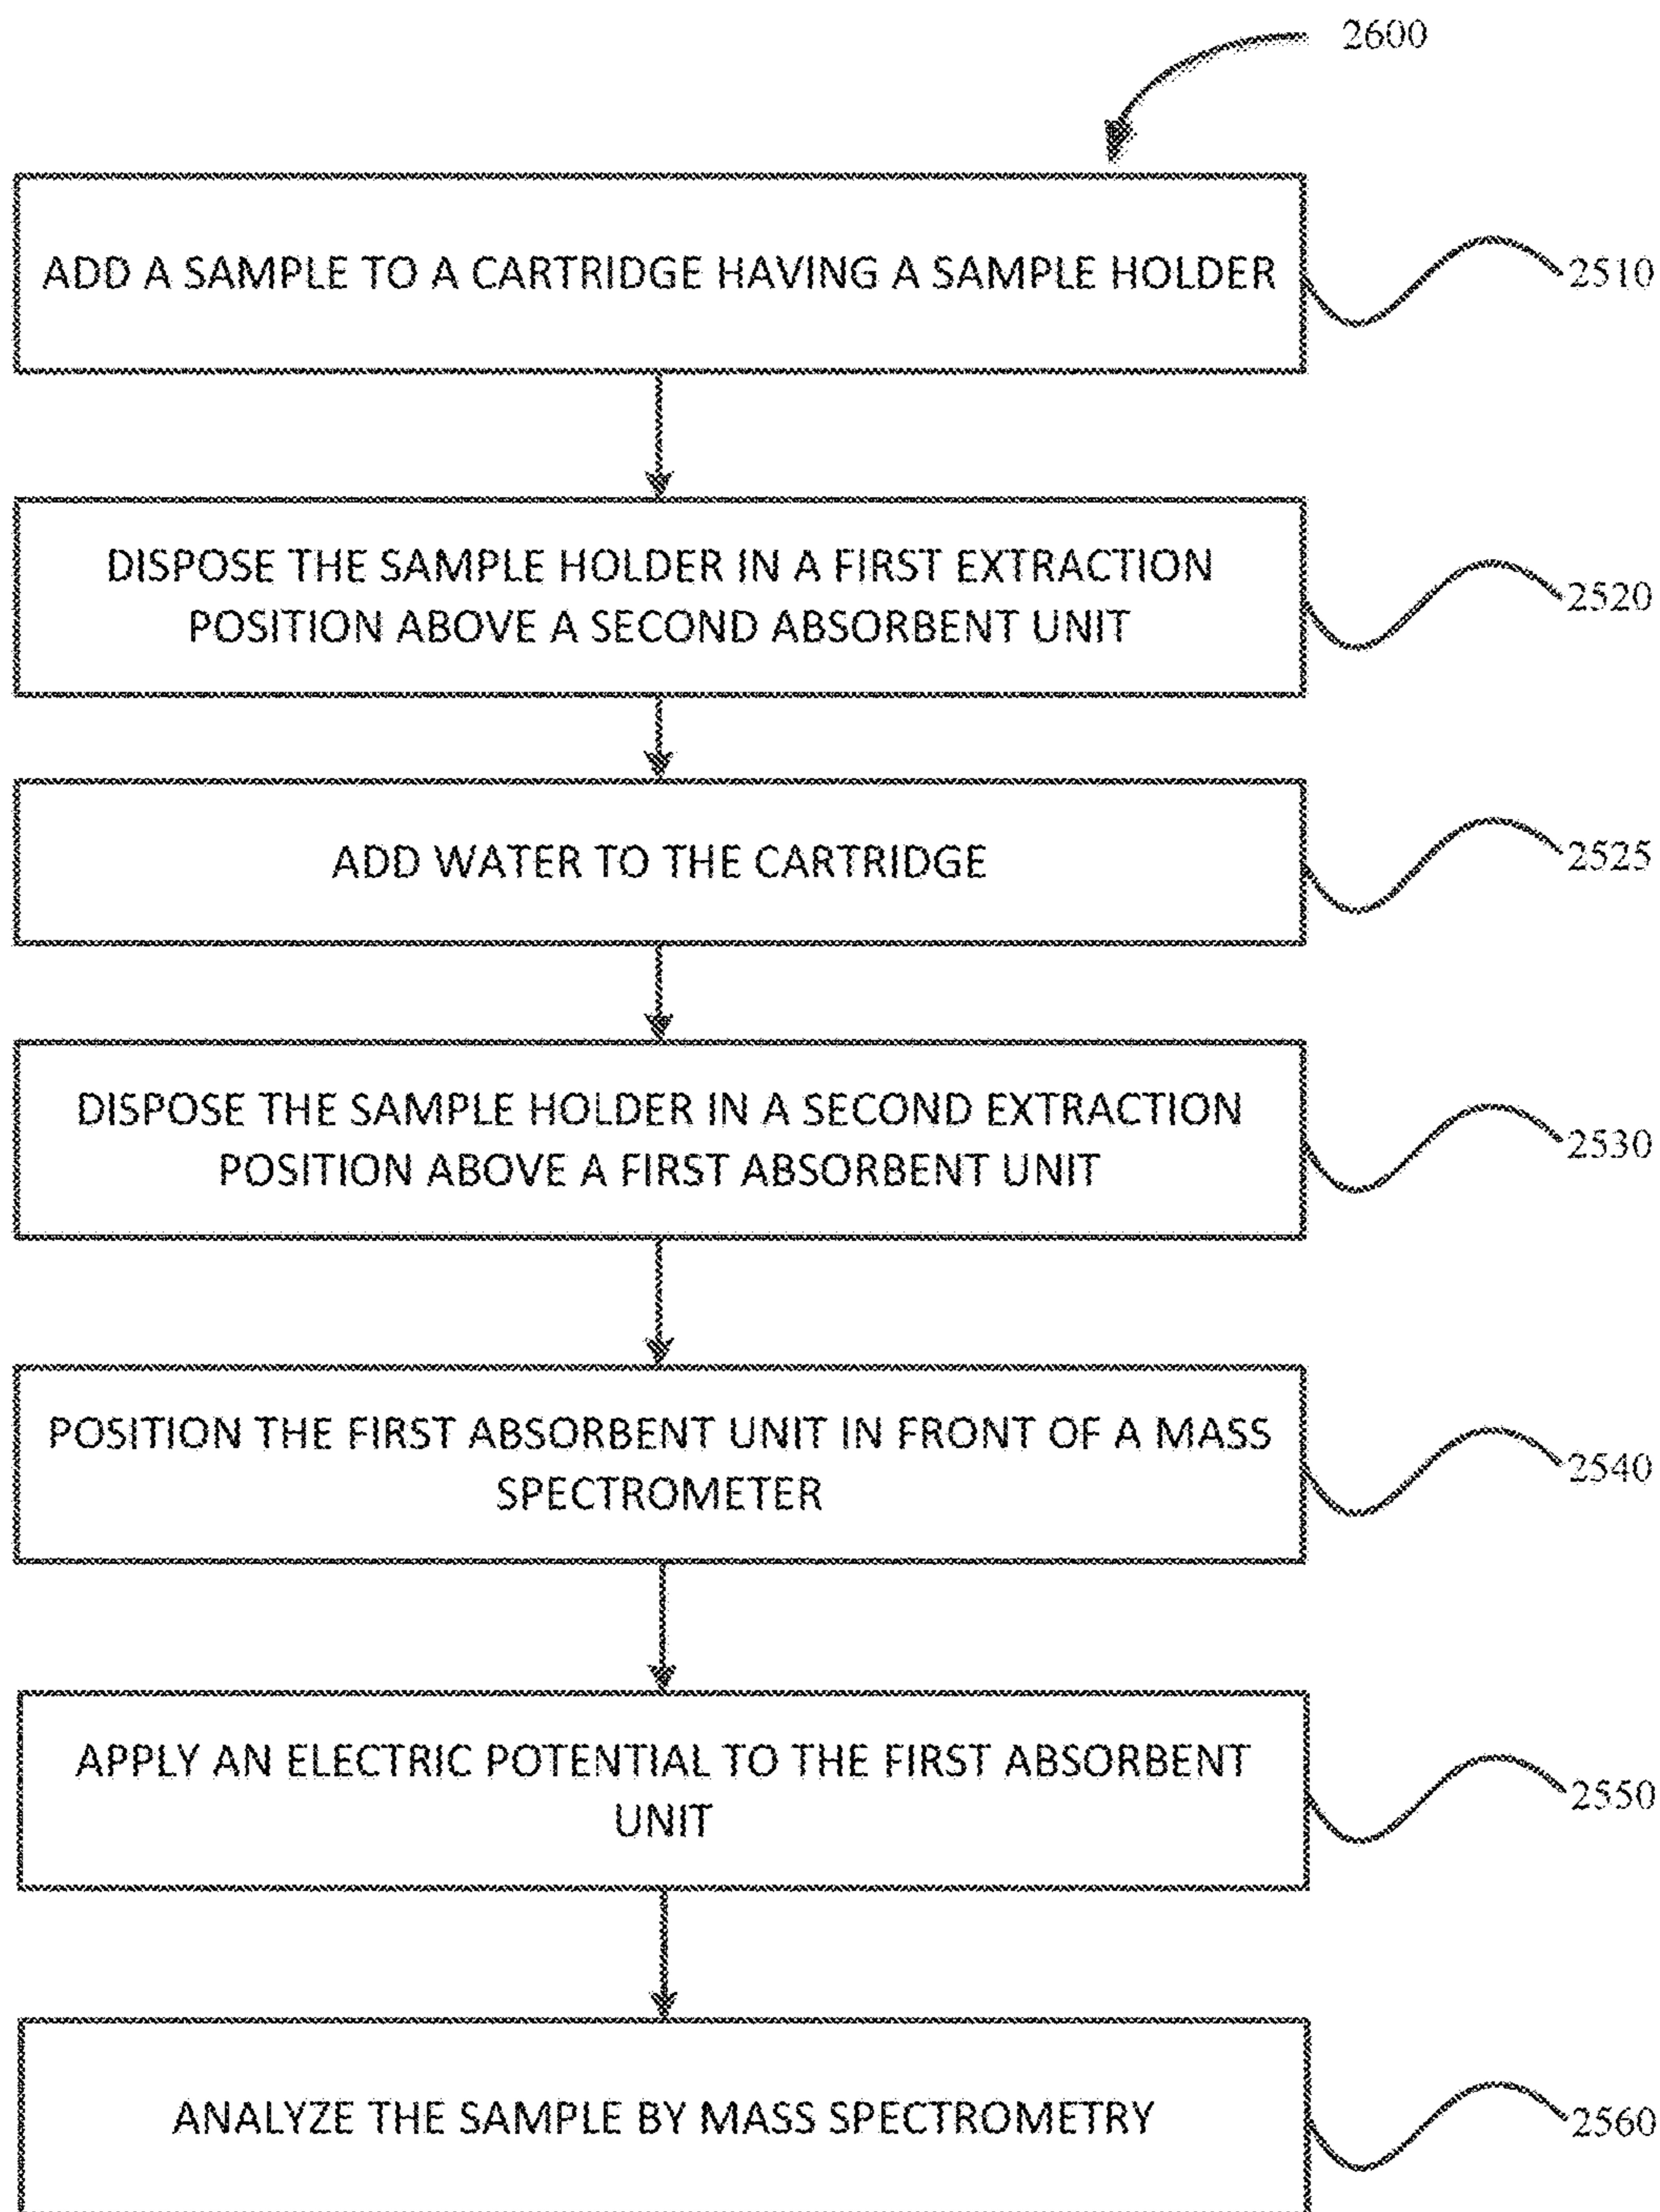 2600
ADD A SAMPLE TO A CARTRIDGE HAVING A SAMPLE HOLDER
2510
DISPOSE THE SAMPLE HOLDER IN A FIRST EXTRACTION
POSITION ABOVE A SECOND ABSORBENT UNIT
2520
ADD WATER TO THE CARTRIDGE
2525
DISPOSE THE SAMPLE HOLDER IN A SECOND EXTRACTION
POSITION ABOVE A FIRST ABSORBENT UNIT
2530
POSITION THE FIRST ABSORBENT UNIT IN FRONT OF A MASS
SPECTROMETER
2540
APPLY AN ELECTRIC POTENTIAL TO THE FIRST ABSORBENT
UNIT
2550
ANALYZE THE SAMPLE BY MASS SPECTROMETRY
2560